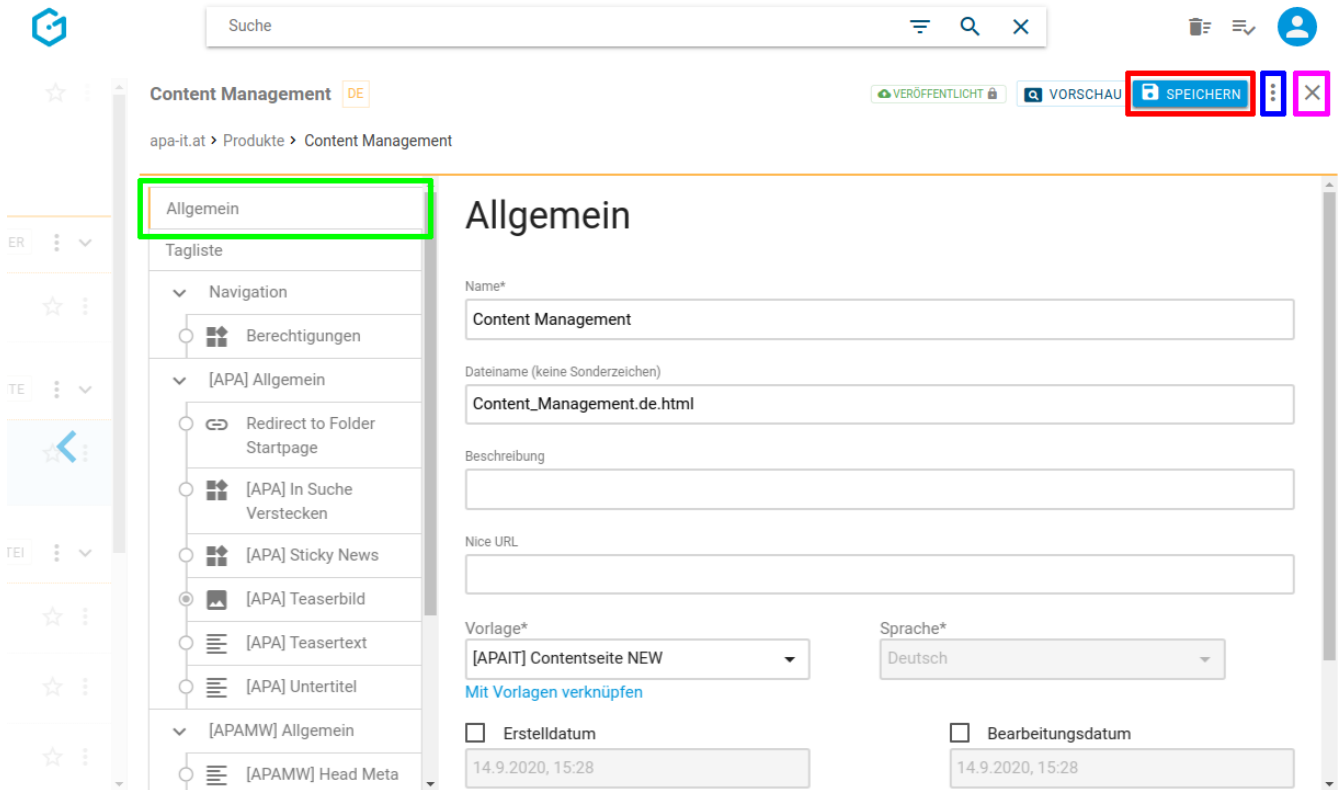 Suche
Content Management DE
VERÖFFENTLICHT VORSCHAU SPEICHERN
apa-it.at > Produkte > Content Management
Allgemein
Tagliste
Navigation
Berechtigungen
[APA] Allgemein
Redirect to Folder
Startpage
[APA] In Suche
Verstecken
[APA] Sticky News
[APA] Teaserbild
[APA] Teasertext
[APA] Untertitel
[APAMW] Allgemein
[APAMW] Head Meta
Allgemein
Name*
Content Management
Dateiname (keine Sonderzeichen)
Content_Management.de.html
Beschreibung
Nice URL
Vorlage* Sprache*
[APAIT] Contentseite NEW Deutsch
Mit Vorlagen verknüpfen
Erstelldatum Bearbeitungsdatum
14.9.2020, 15:28 14.9.2020, 15:28
ER
TE
TEI